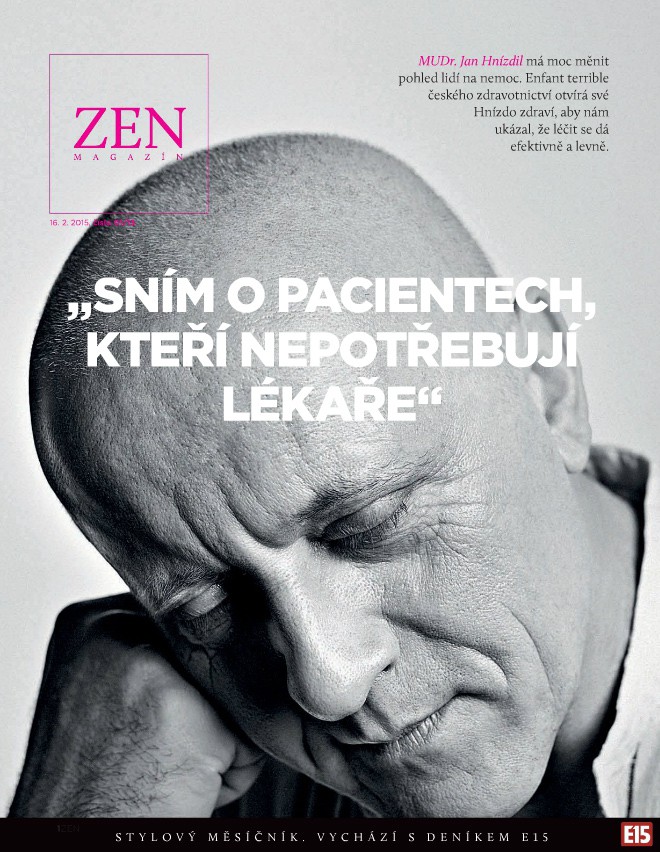 ZEN
MAGAZÍN
16. 2. 2015,
MUDr. Jan Hnízdil má moc měnit
pohled lidí na nemoc. Enfant terrible
českého zdravotnictví otvírá své
Hnízdo zdraví, aby nám
ukázal, že léčit se dá
efektivně a levně.
„SNÍM O PACIENTECH,
KTEŘÍ NEPOTŘEBUJÍ
LÉKAŘE“
STYLOVÝ MĚSÍČNÍK. VYCHÁZÍ S DENÍKEM E15
E15